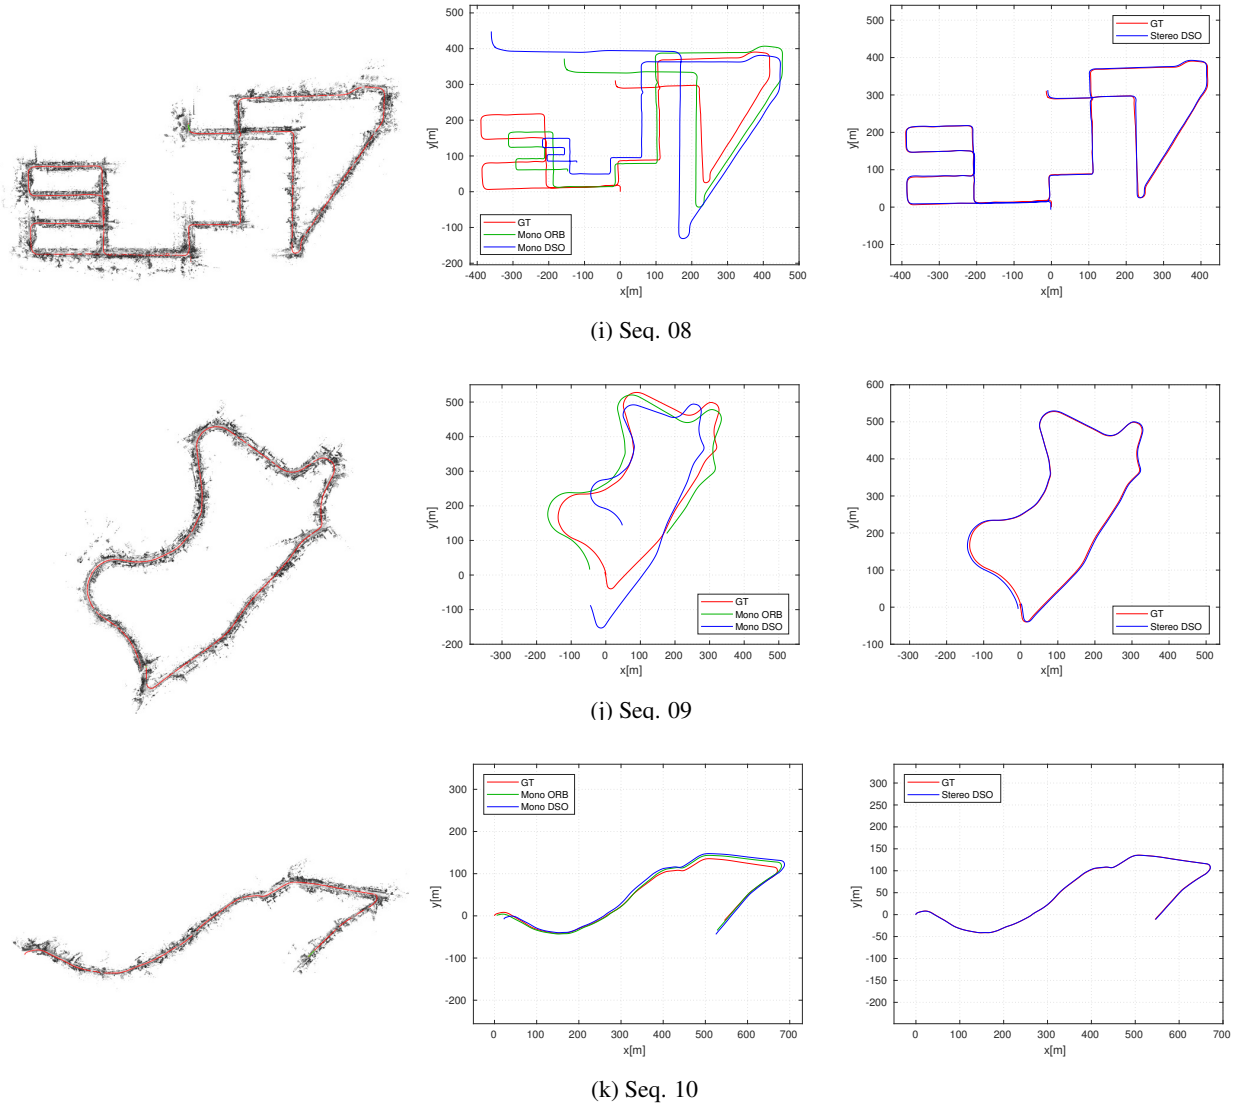 500
400
300
200
100
0
-100
-200
y[m]
GT
Mono ORB
Mono DSO
-400 -300 -200 -100 0 100 200 300 400 500
x[m]
500
400
300
200
100
0
-100
y[m]
GT
Stereo DSO
-400 -300 -200 -100 0 100 200 300 400
x[m]
(i) Seq. 08
500
400
300
200
100
0
-100
-200
y[m]
GT
Mono ORB
Mono DSO
-300 -200 -100 0 100 200 300 400 500
x[m]
600
500
400
300
200
100
0
-100
y[m]
GT
Stereo DSO
-300 -200 -100 0 100 200 300 400 500
x[m]
(j) Seq. 09
300
200
100
0
-100
-200
y[m]
GT
Mono ORB
Mono DSO
0 100 200 300 400 500 600 700
x[m]
300
250
200
150
100
50
0
-50
-100
-150
-200
y[m]
GT
Stereo DSO
0 100 200 300 400 500 600 700
x[m]
(k) Seq. 10